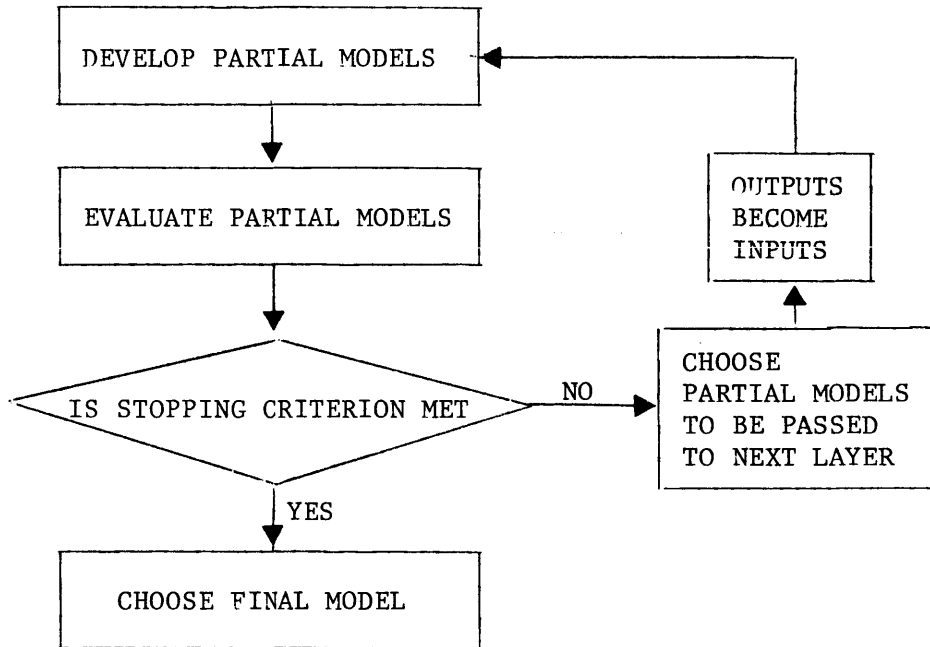 DEVELOP PARTIAL MODELS
EVALUATE PARTIAL MODELS
IS STOPPING CRITERION MET
NO
YES
CHOOSE
PARTIAL MODELS
TO BE PASSED
TO NEXT LAYER
OUTPUTS
BECOME
INPUTS
CHOOSE FINAL MODEL